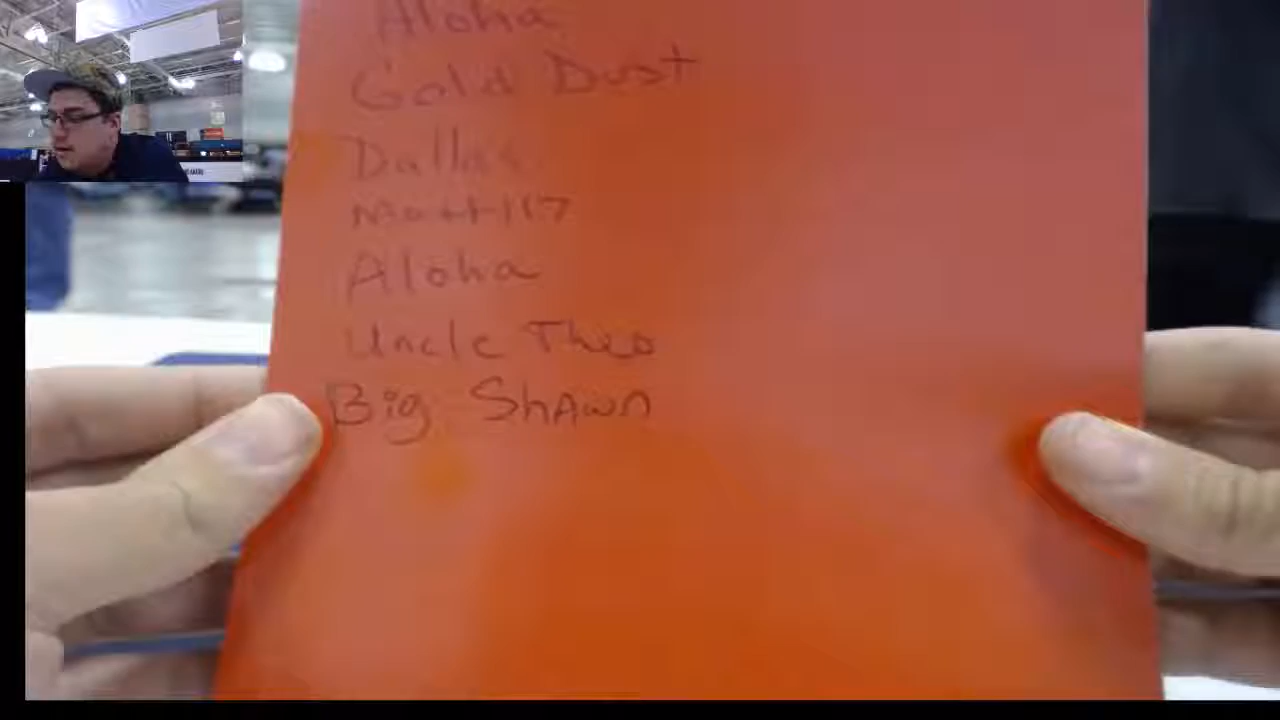 Aloha
Gold Dust
Dallas
Matt117
Aloha
Uncle Theo
Big Shawn